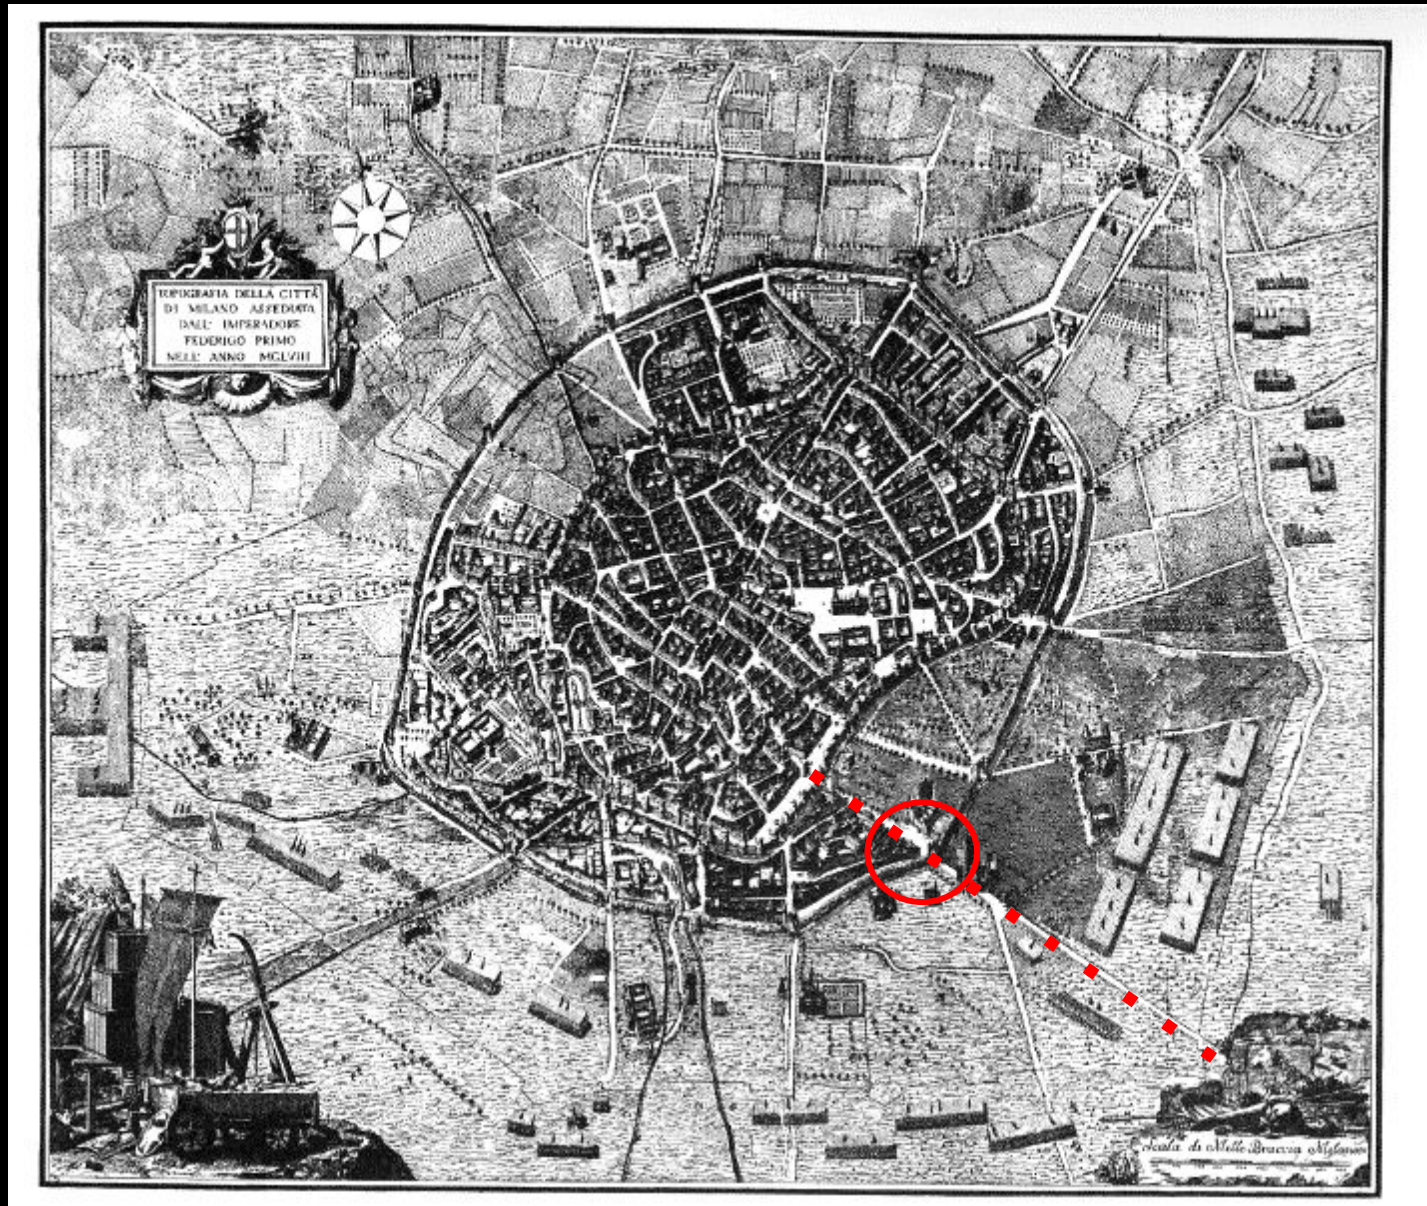 TOPOGRAFIA DELLA CITTÀ
DI MILANO ASSEDIATA
DALL' IMPERADORE
FEDERIGO PRIMO
NELL' ANNO MCLVIII
Scala di Mille Braccia Milanesi